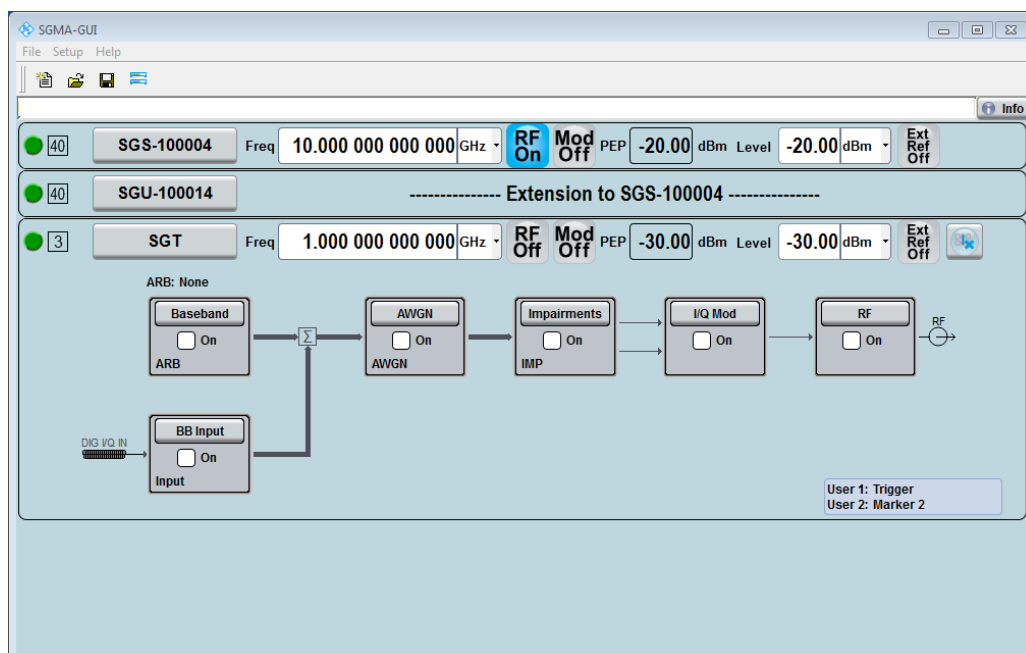 SGMA-GUI
File Setup Help
Info
40 SGS-100004 Freq 10.000 000 000 000 GHz RF On Mod Off PEP -20.00 dBm Level -20.00 dBm Ext Ref Off
40 SGU-100014 --------------- Extension to SGS-100004 ---------------
3 SGT Freq 1.000 000 000 000 GHz RF Off Mod Off PEP -30.00 dBm Level -30.00 dBm Ext Ref Off
ARB: None
Baseband AWGN Impairments I/Q Mod RF
On On On On On RF
Σ
ARB AWGN IMP
BB Input
DIG I/Q IN On
Input
User 1: Trigger
User 2: Marker 2